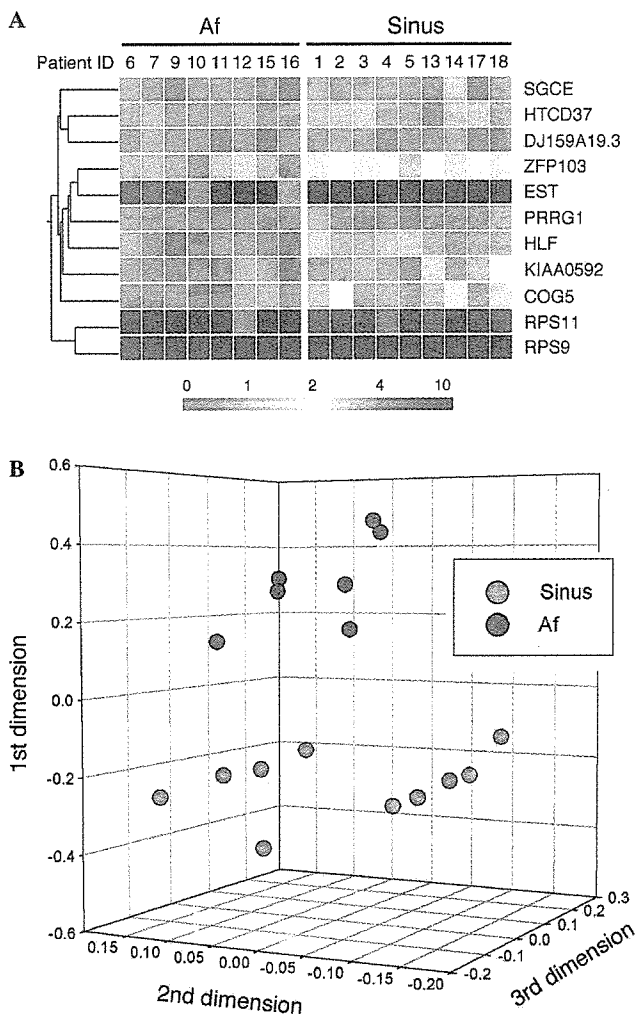 A
Af Sinus
Patient ID 6 7 9 10 11 12 15 16 1 2 3 4 5 13 14 17 18
SGCE
HTCD37
DJ159A19.3
ZFP103
EST
PRRG1
HLF
KIAA0592
COG5
RPS11
RPS9
0 1 2 4 10
B
0.6
0.4
0.2
0.0
-0.2
-0.4
-0.6
1st dimension
Sinus
Af
0.15 0.10 0.05 0.00 -0.05 -0.10 -0.15 -0.20
2nd dimension
-0.2 -0.1 0.0 0.1 0.2 0.3
3rd dimension